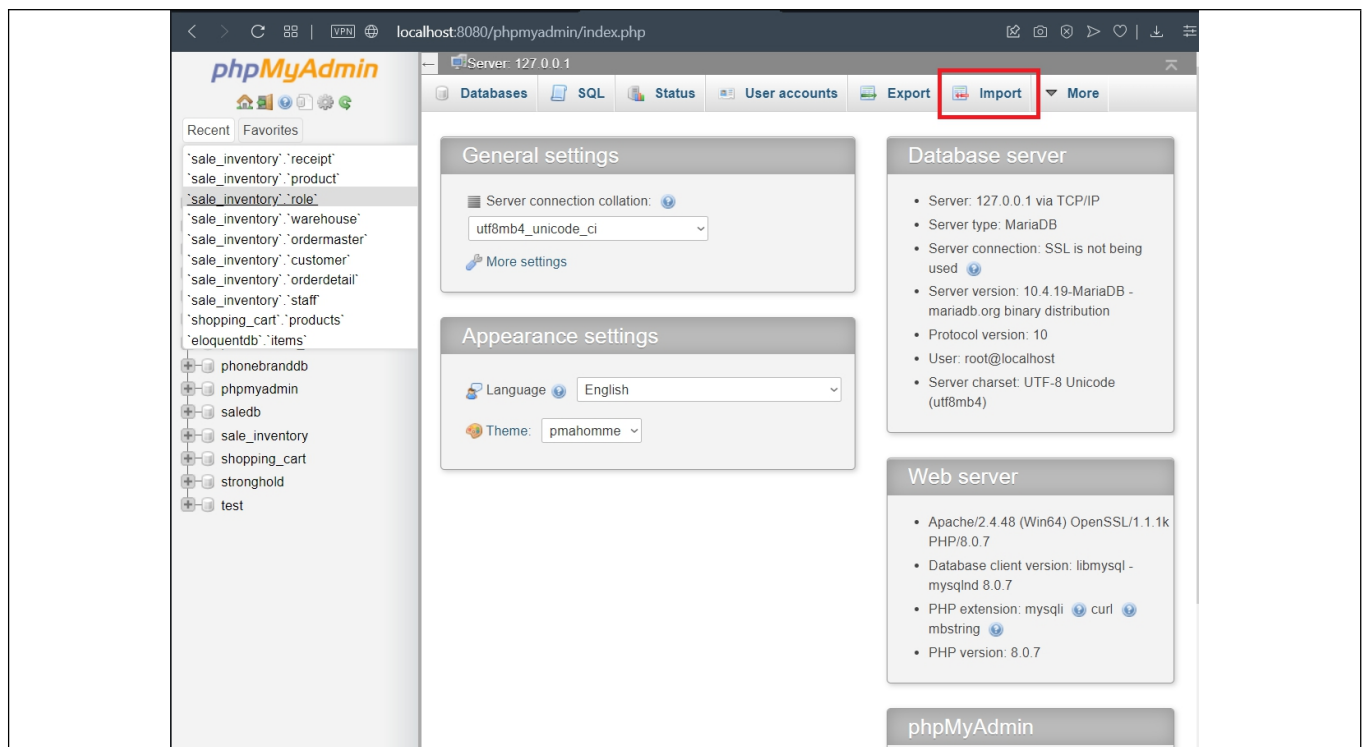 VPN localhost:8080/phpmyadmin/index.php
phpMyAdmin
Recent Favorites
`sale_inventory`.`receipt`
`sale_inventory`.`product`
`sale_inventory`.`role`
`sale_inventory`.`warehouse`
`sale_inventory`.`ordermaster`
`sale_inventory`.`customer`
`sale_inventory`.`orderdetail`
`sale_inventory`.`staff`
`shopping_cart`.`products`
`eloquentdb`.`items`
phonebranddb
phpmyadmin
saledb
sale_inventory
shopping_cart
stronghold
test
Server: 127.0.0.1
Databases SQL Status User accounts Export Import More
General settings
Server connection collation:
utf8mb4_unicode_ci
More settings
Appearance settings
Language English
Theme: pmahomme
Database server
• Server: 127.0.0.1 via TCP/IP
• Server type: MariaDB
• Server connection: SSL is not being
used
• Server version: 10.4.19-MariaDB -
mariadb.org binary distribution
• Protocol version: 10
• User: root@localhost
• Server charset: UTF-8 Unicode
(utf8mb4)
Web server
• Apache/2.4.48 (Win64) OpenSSL/1.1.1k
PHP/8.0.7
• Database client version: libmysql -
mysqlnd 8.0.7
• PHP extension: mysqli curl
mbstring
• PHP version: 8.0.7
phpMyAdmin